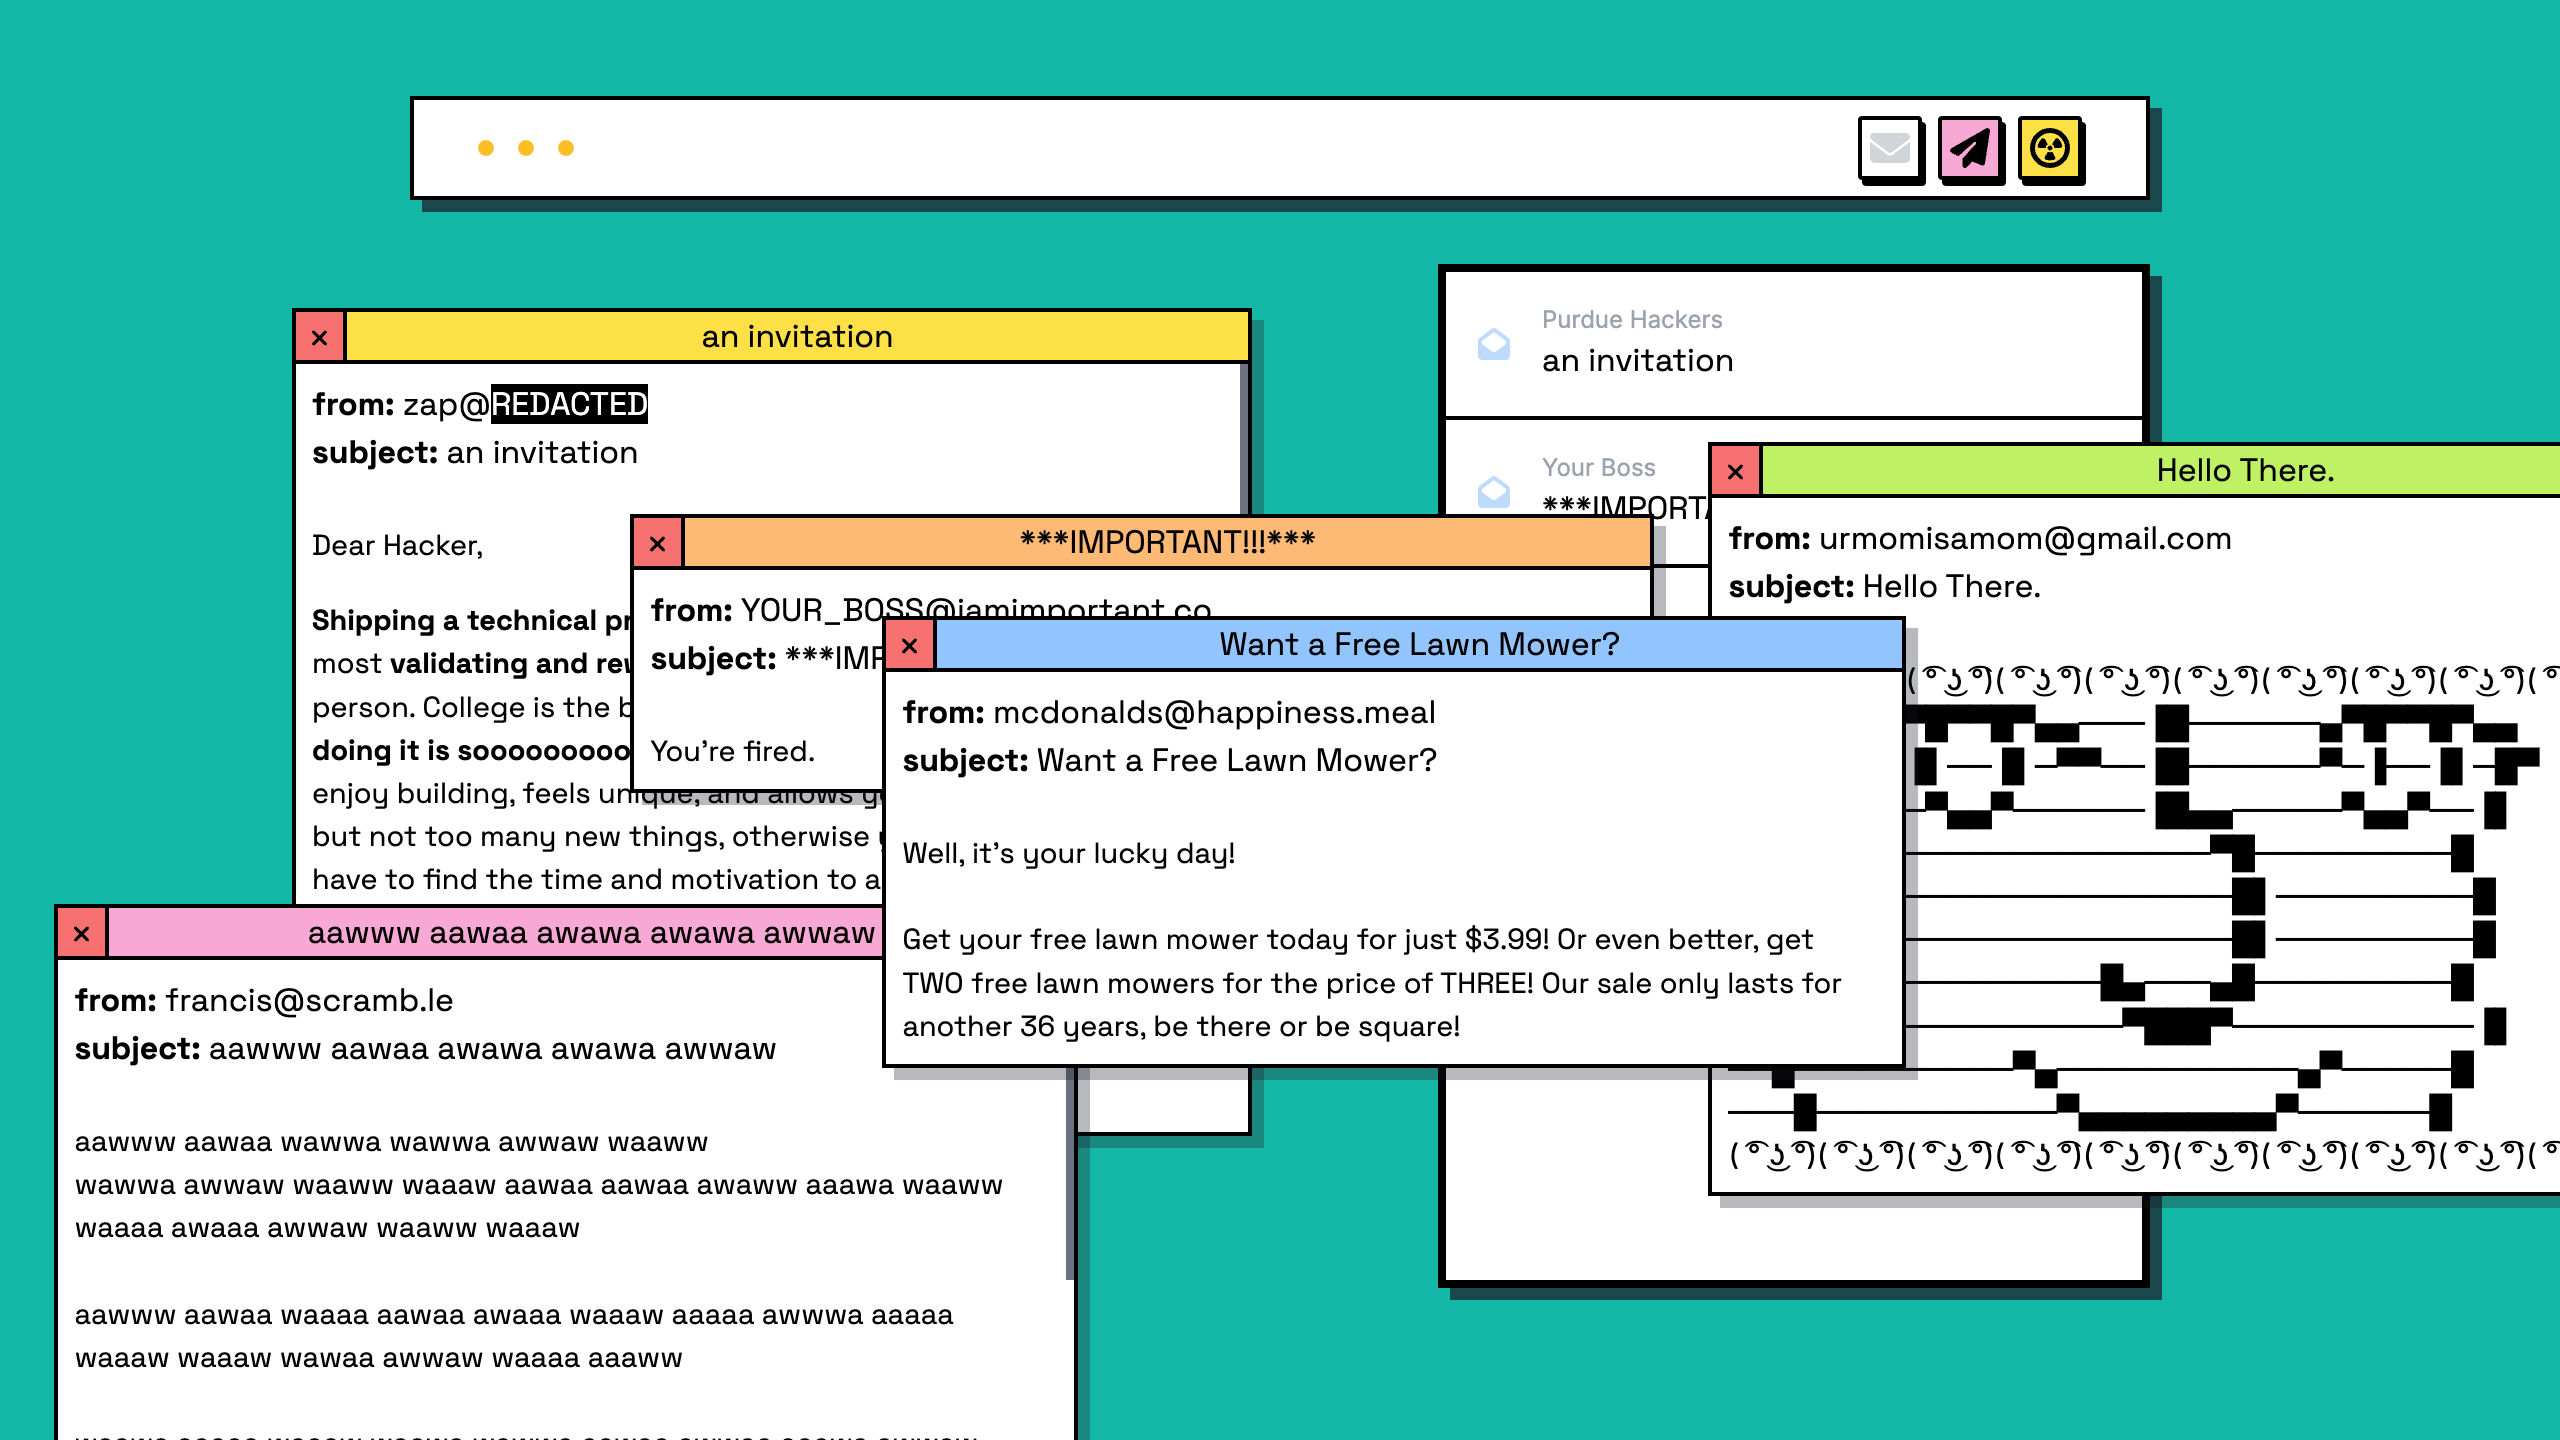 an invitation
from: zap@REDACTED
subject: an invitation
Dear Hacker,
Shipping a technical
most validating and
person. College is the
doing it is sooooooooo
enjoy building, feels unique, and allows
but not too many new things, otherwise
have to find the time and motivation to
Purdue Hackers
an invitation
Your Boss
***IMPORTA
***IMPORTANT!!!***
from: YOUR_BOSS@iamimportant.co
subject: ***IMP
You're fired.
Hello There.
from: urmomisamom@gmail.com
subject: Hello There.
Want a Free Lawn Mower?
from: mcdonalds@happiness.meal
subject: Want a Free Lawn Mower?
Well, it's your lucky day!
Get your free lawn mower today for just $3.99! Or even better, get
TWO free lawn mowers for the price of THREE! Our sale only lasts for
another 36 years, be there or be square!
aawww aawaa awawa awawa awwaw
from: francis@scramb.le
subject: aawww aawaa awawa awawa awwaw
aawww aawaa wawwa wawwa awwaw waaww
wawwa awwaw waaww waaaw aawaa aawaa awaww aaawa waaww
waaaa awaaa awwaw waaww waaaw
aawww aawaa waaaa aawaa awaaa waaaw aaaaa awwwa aaaaa
waaaw waaaw wawaa awwaw waaaa aaaww